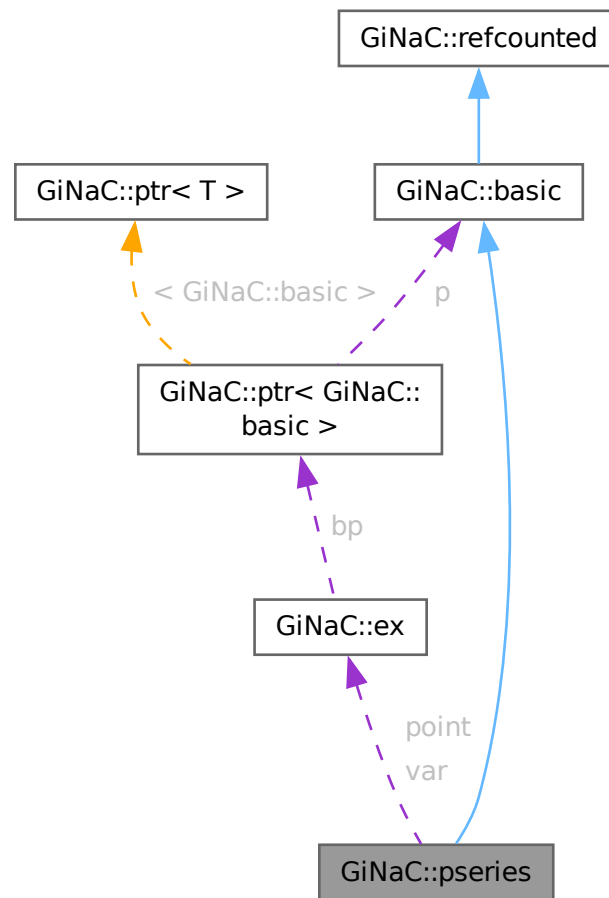 GiNaC::refcounted
GiNaC::ptr< T >
GiNaC::basic
< GiNaC::basic >
p
GiNaC::ptr< GiNaC::
basic >
bp
GiNaC::ex
point
var
GiNaC::pseries